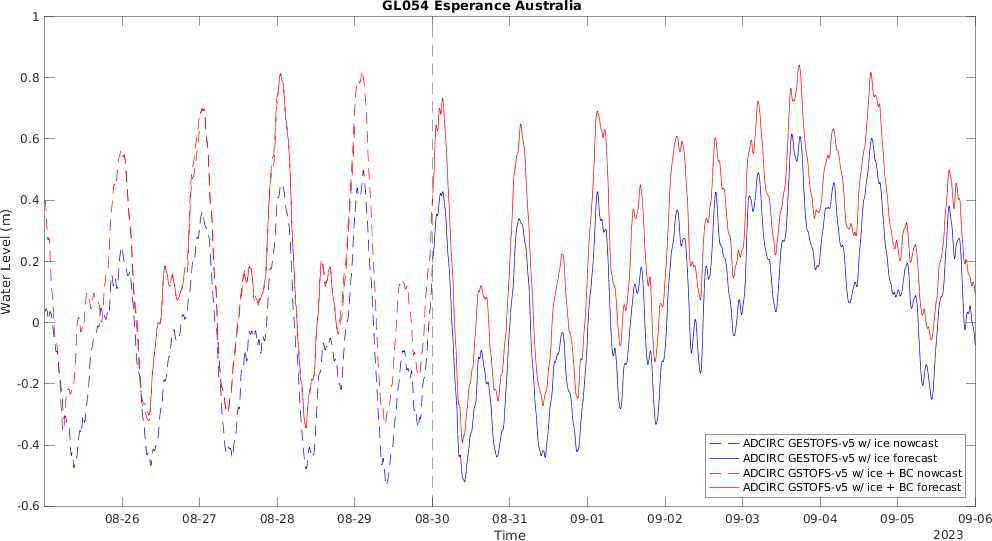 GL054 Esperance Australia
Water Level (m)
1
0.8
0.6
0.4
0.2
0
-0.2
-0.4
-0.6
ADCIRC GESTOFS-v5 w/ ice nowcast
ADCIRC GESTOFS-v5 w/ ice forecast
ADCIRC GSTOFS-v5 w/ ice + BC nowcast
ADCIRC GSTOFS-v5 w/ ice + BC forecast
08-26 08-27 08-28 08-29 08-30 08-31 09-01 09-02 09-03 09-04 09-05 09-06
Time
2023